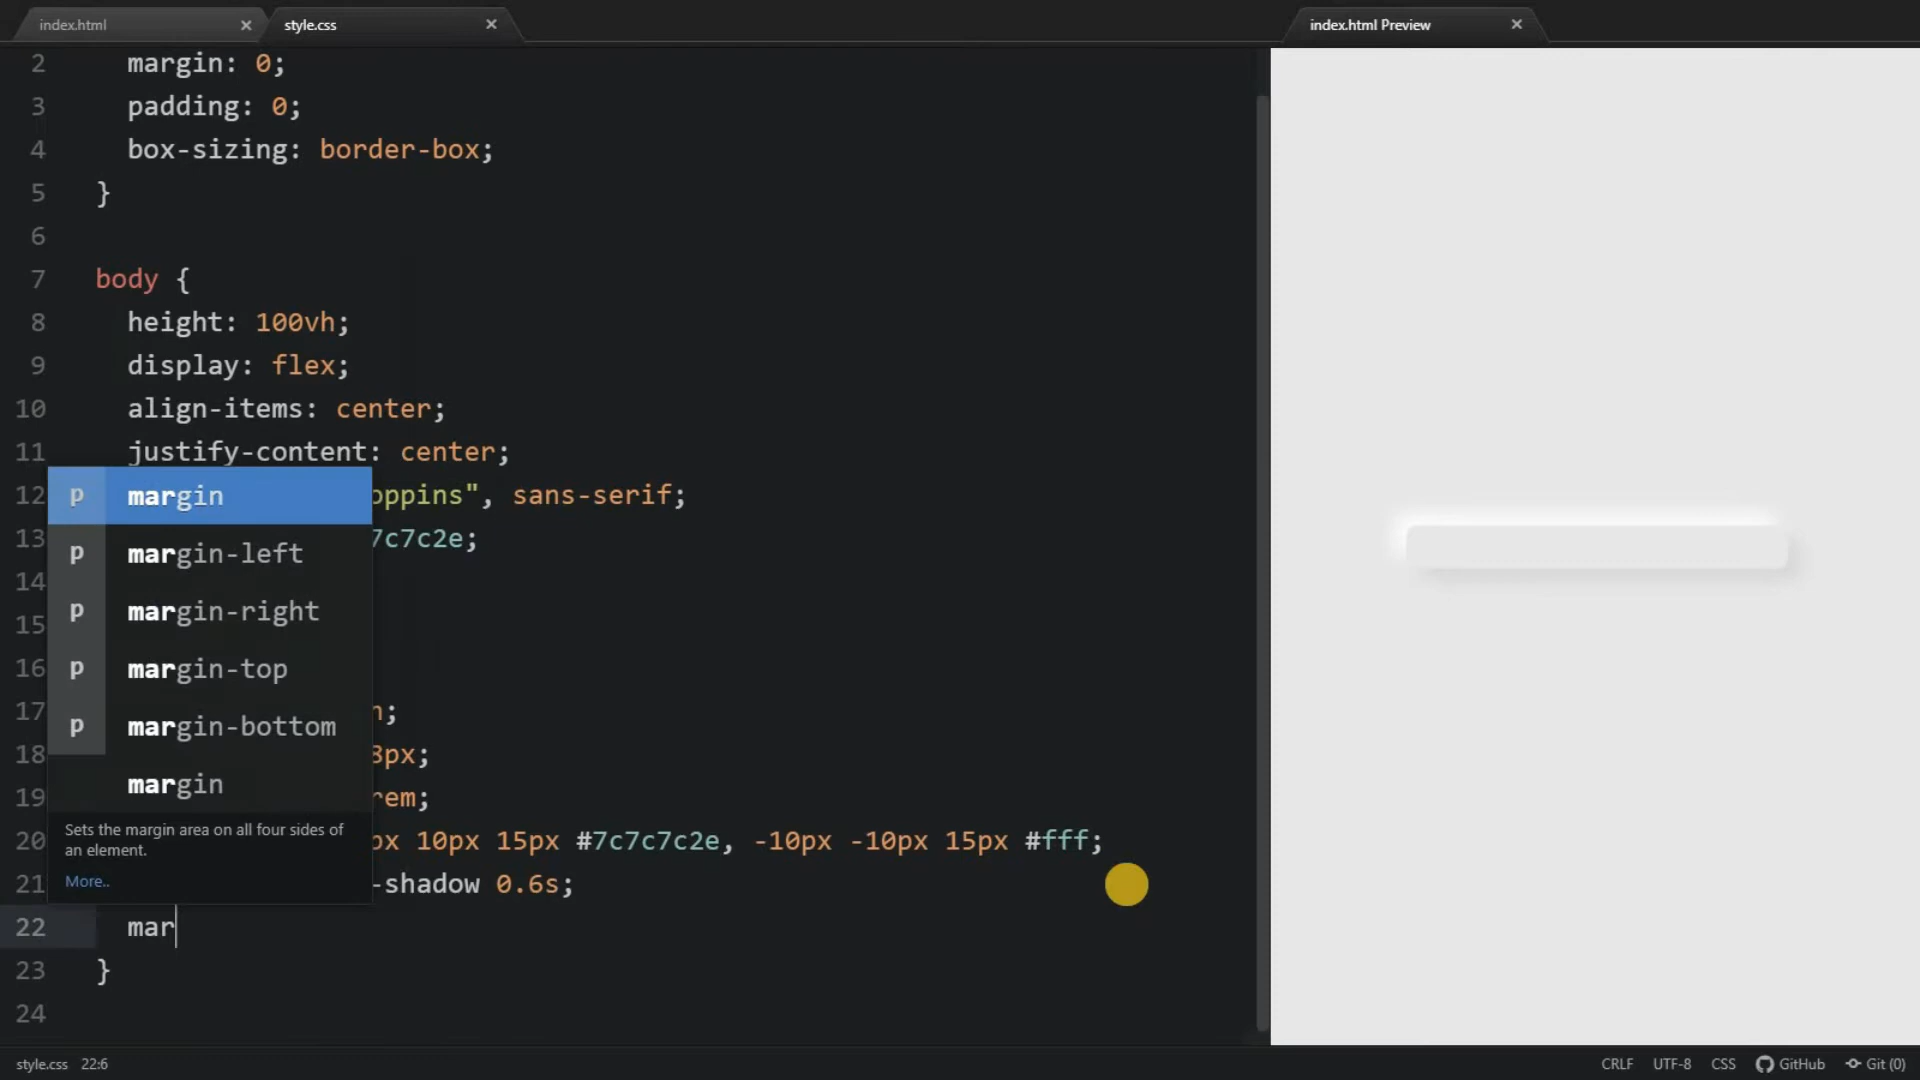 index.html
style.css
index.html Preview
2 margin: 0;
3 padding: 0;
4 box-sizing: border-box;
5 }
6
7 body {
8 height: 100vh;
9 display: flex;
10 align-items: center;
11 justify-content: center;
12 oppins", sans-serif;
13 7c7c2e;
14
15
16
17 ;
18 px;
19 rem;
20 px 10px 15px #7c7c7c2e, -10px -10px 15px #fff;
21 -shadow 0.6s;
22 mar
23 }
24
p margin
p margin-left
p margin-right
p margin-top
p margin-bottom
margin
Sets the margin area on all four sides of
an element.
More..
style.css 22:6
CRLF UTF-8 CSS GitHub Git (0)